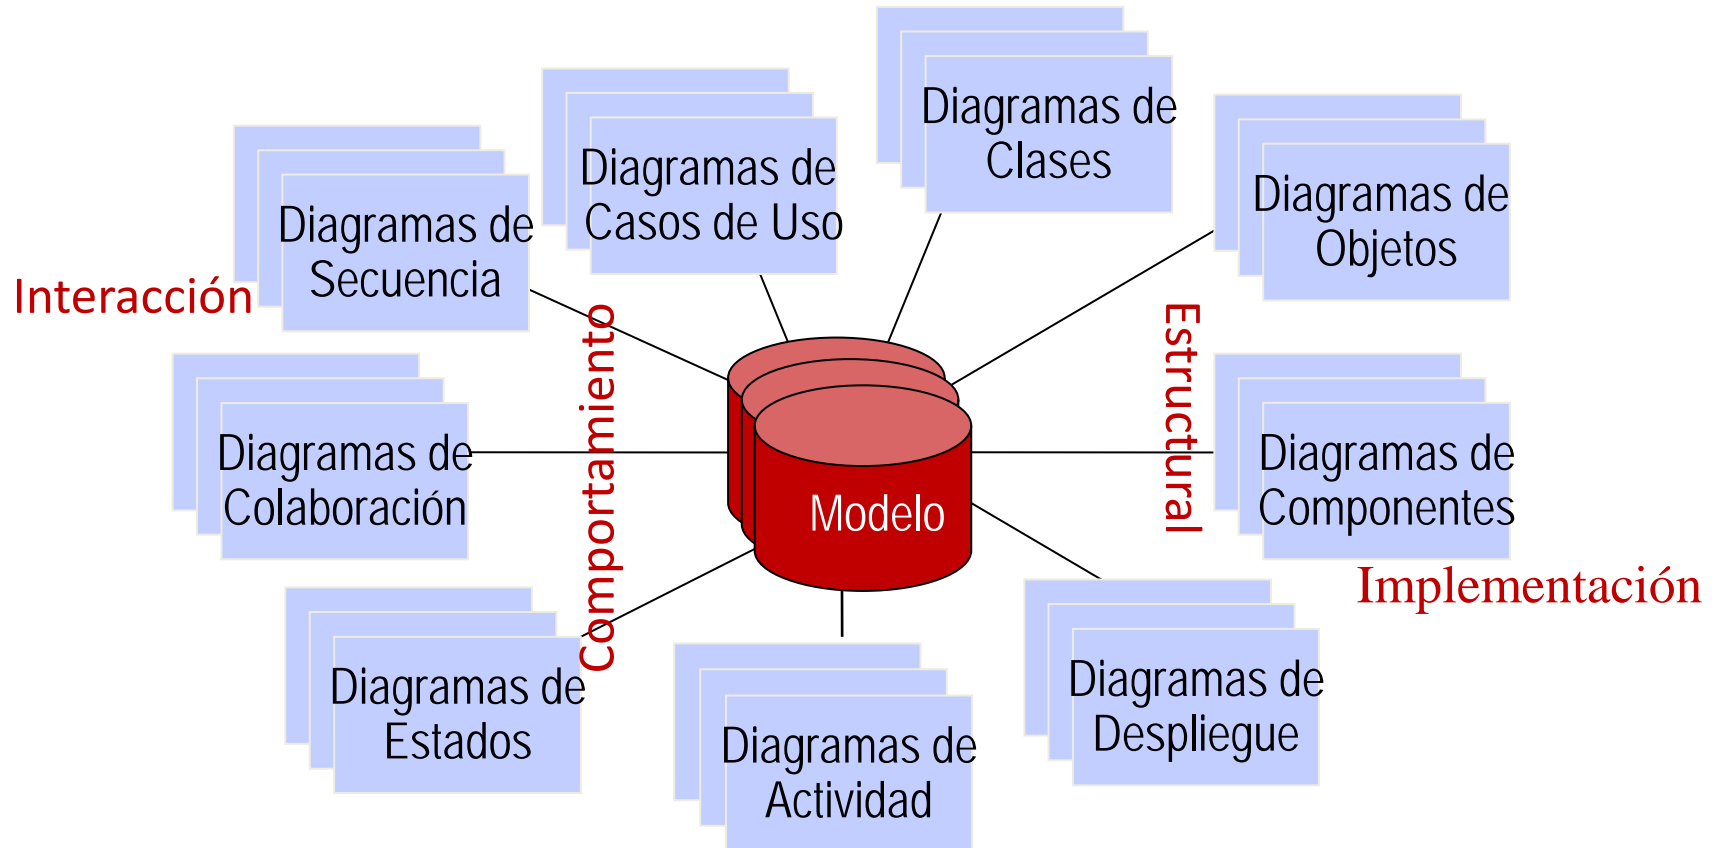 Diagramas de
Clases
Diagramas de
Casos de Uso
Diagramas de
Objetos
Diagramas de
Secuencia
Interacción
Comportamiento
Estructural
Diagramas de
Colaboración
Modelo
Diagramas de
Componentes
Implementación
Diagramas de
Estados
Diagramas de
Actividad
Diagramas de
Despliegue